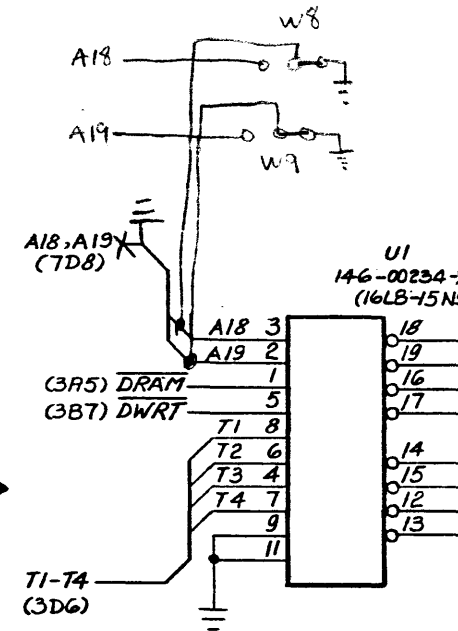 W8
A18
A19
W9
A18, A19
(7D8)
U1
146-00234-
(16LB-15NS
A18 3
A19 2
(3A5) DRAM 1
(3B7) DWRT 5
T1 8
T2 6
T3 4
T4 7
9
11
18
19
16
17
14
15
12
13
T1-T4
(3D6)